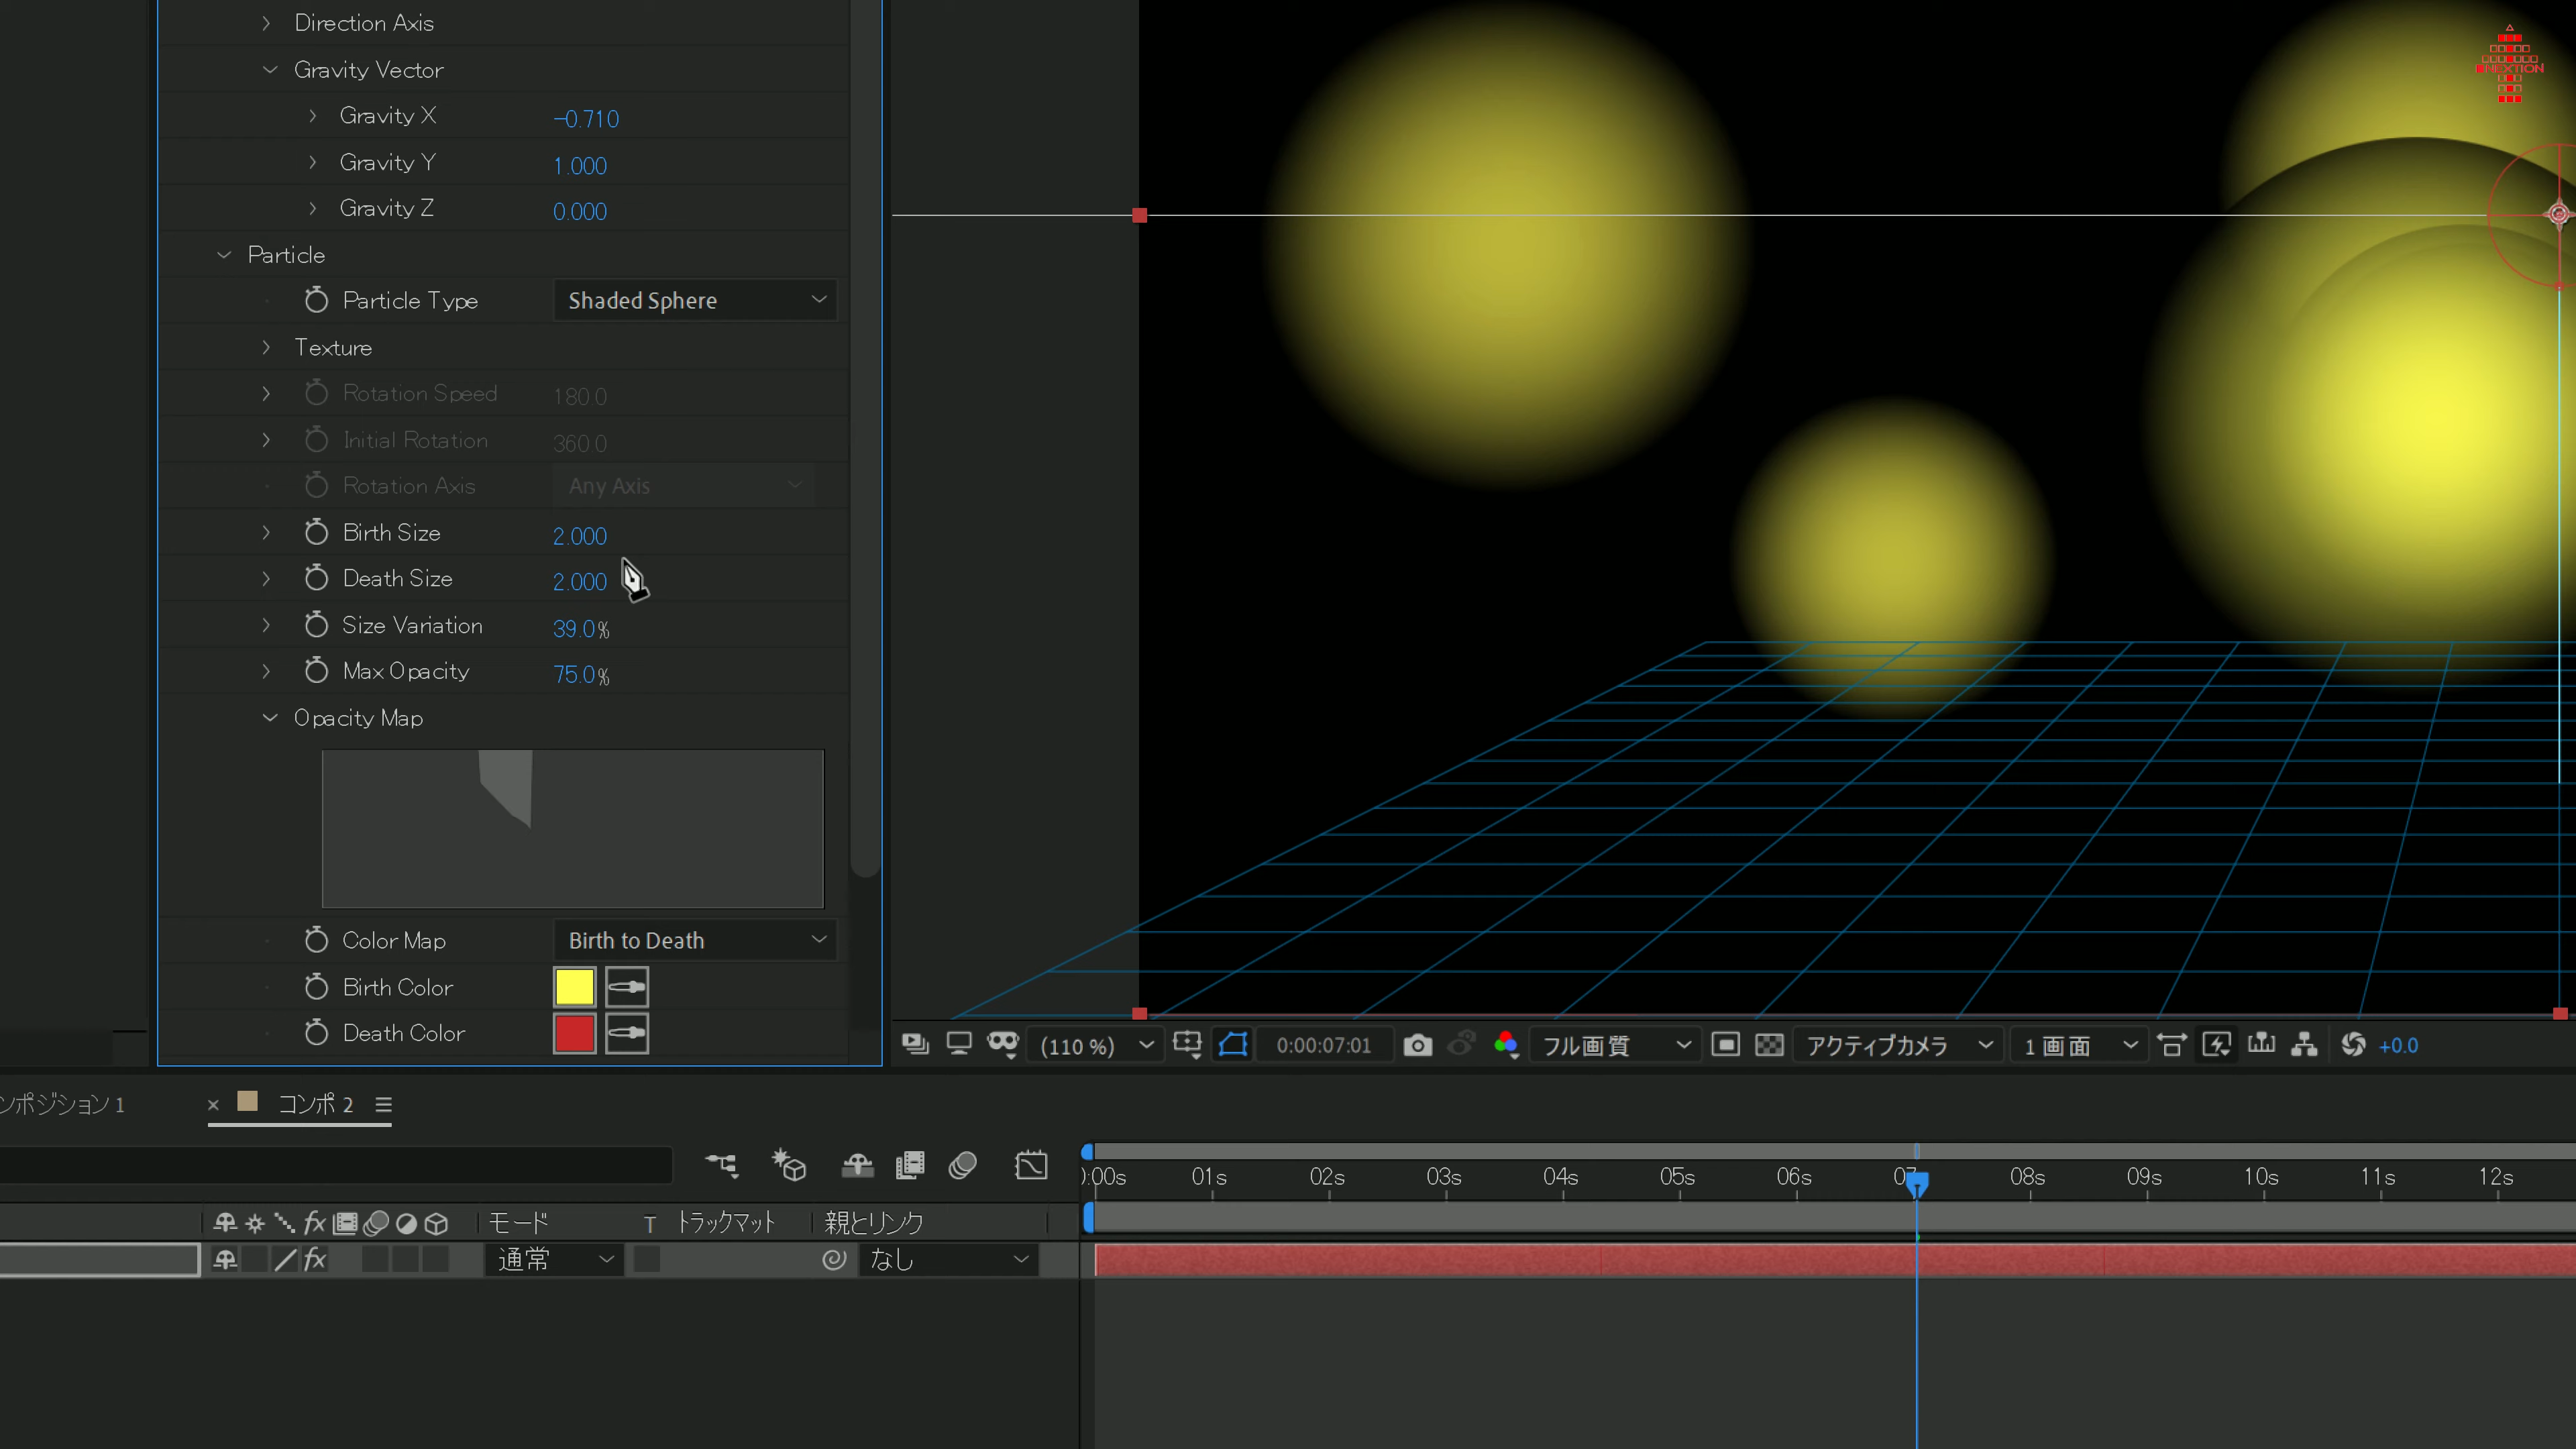 Direction Axis
Gravity Vector
Gravity X -0.710
Gravity Y 1.000
Gravity Z 0.000
Particle
Particle Type Shaded Sphere
Texture
Rotation Speed 180.0
Initial Rotation 360.0
Rotation Axis Any Axis
Birth Size 2.000
Death Size 2.000
Size Variation 39.0%
Max Opacity 75.0%
Opacity Map
Color Map Birth to Death
Birth Color
Death Color
NEXTION
(110 %) 0:00:07:01 フル画質 アクティブカメラ 1 画面 +0.0
ンポジション 1 × コンポ 2
):00s 01s 02s 03s 04s 05s 06s 07 08s 09s 10s 11s 12s
fx モード T トラックマット 親とリンク
fx 通常 なし